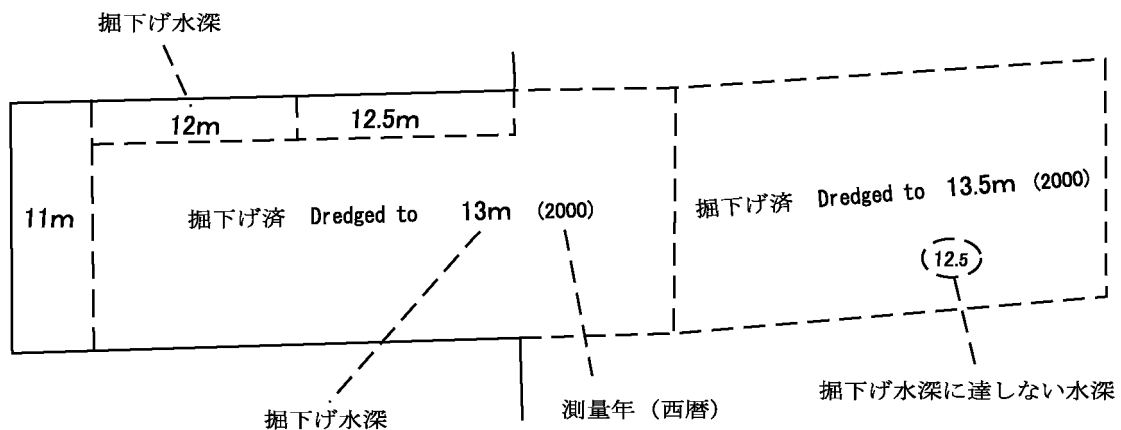 掘下げ水深
12m
12.5m
11m
掘下げ済 Dredged to 13m (2000)
掘下げ済 Dredged to 13.5m (2000)
12.5
掘下げ水深
測量年 (西暦)
掘下げ水深に達しない水深